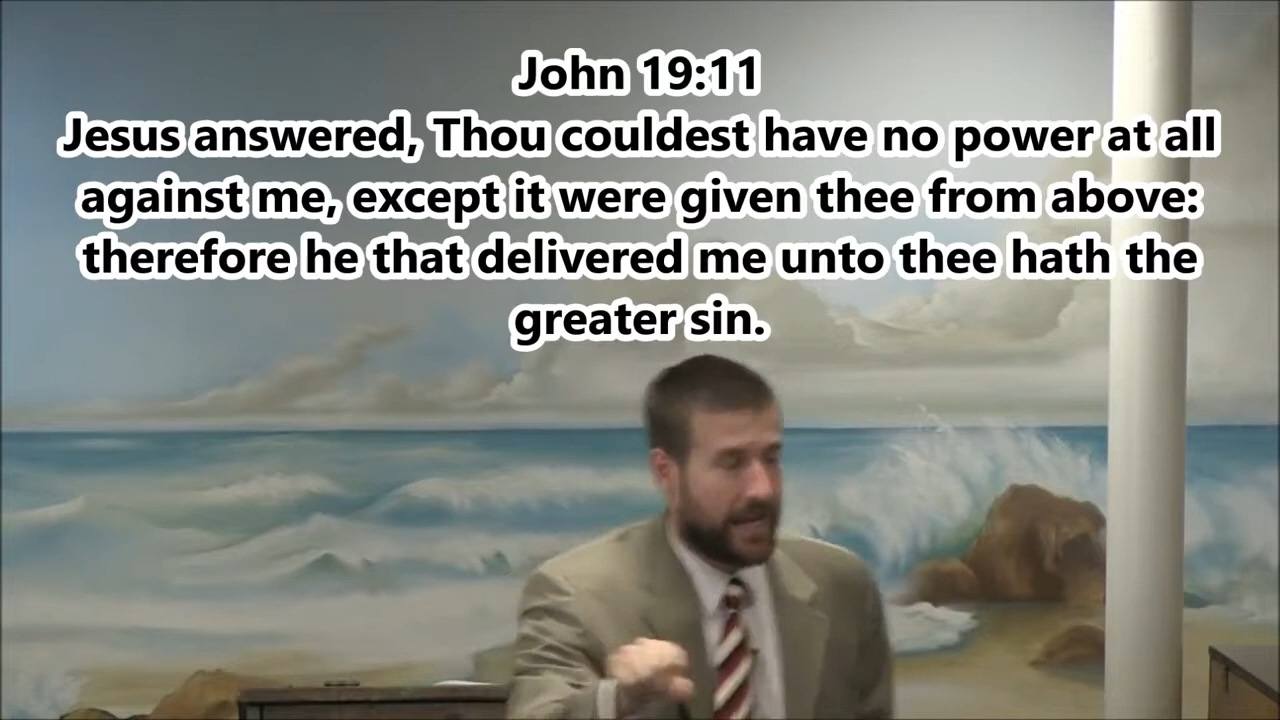 John 19:11
Jesus answered, Thou couldest have no power at all
against me, except it were given thee from above:
therefore he that delivered me unto thee hath the
greater sin.